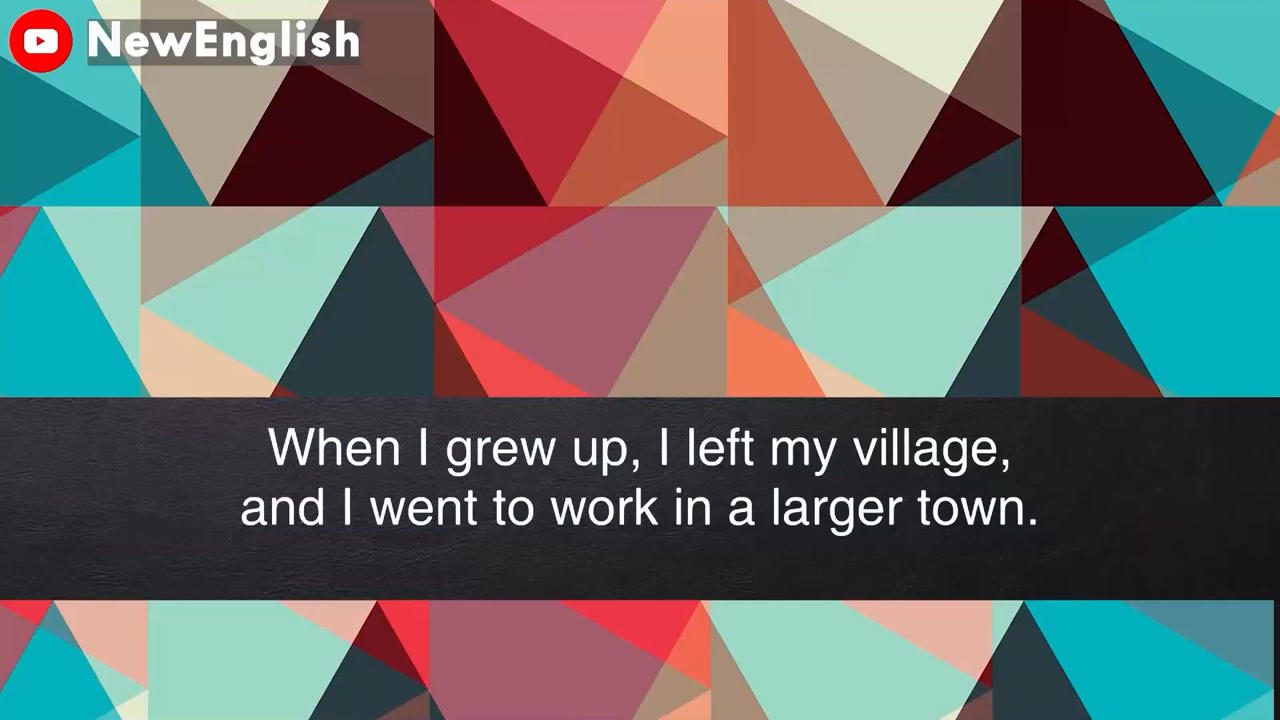 NewEnglish
When I grew up, I left my village,
and I went to work in a larger town.